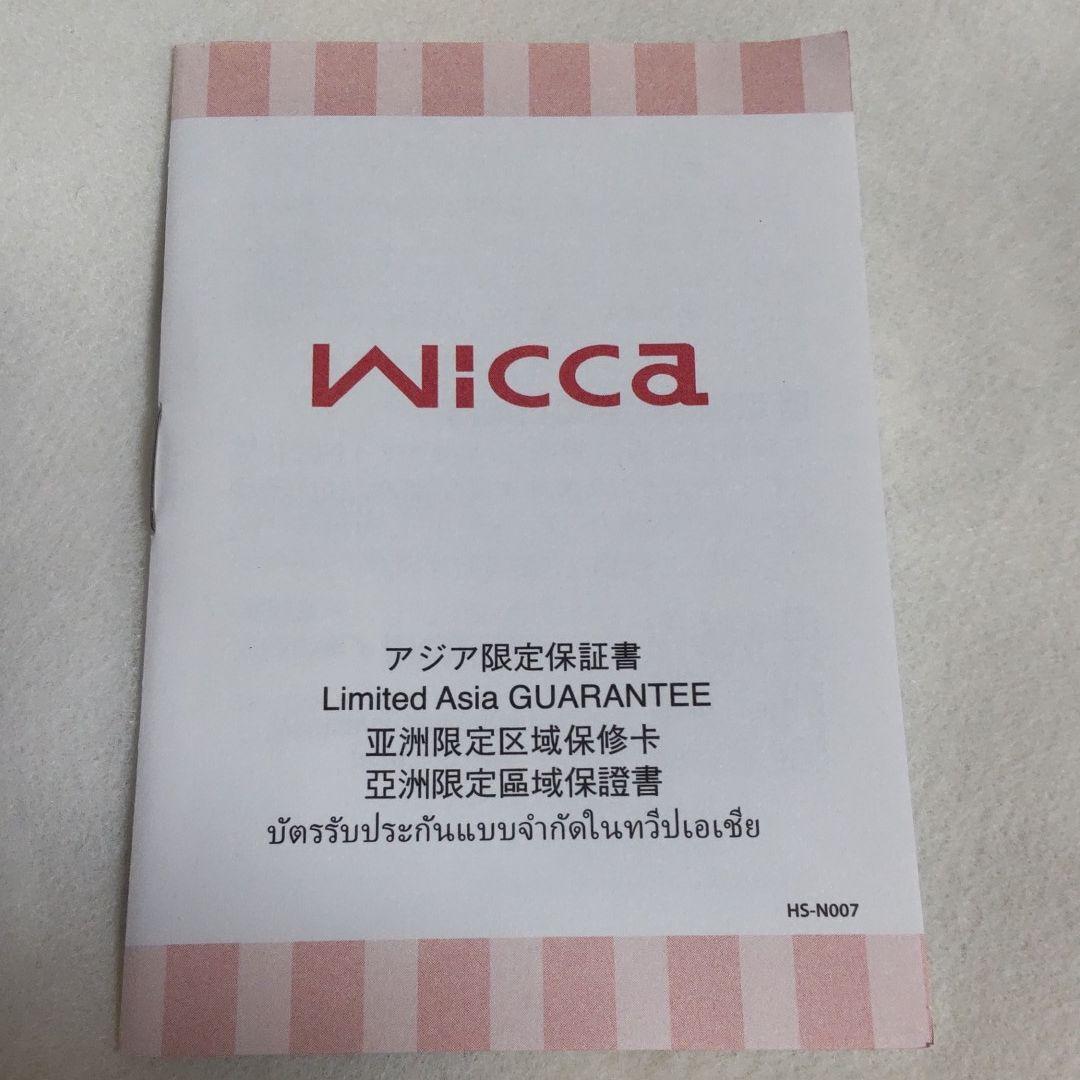 wicca
アジア限定保証書
Limited Asia GUARANTEE
亚洲限定区域保修卡
亞洲限定區域保證書
บัตรรับประกันแบบจำกัดในทวีปเอเชีย
HS-N007